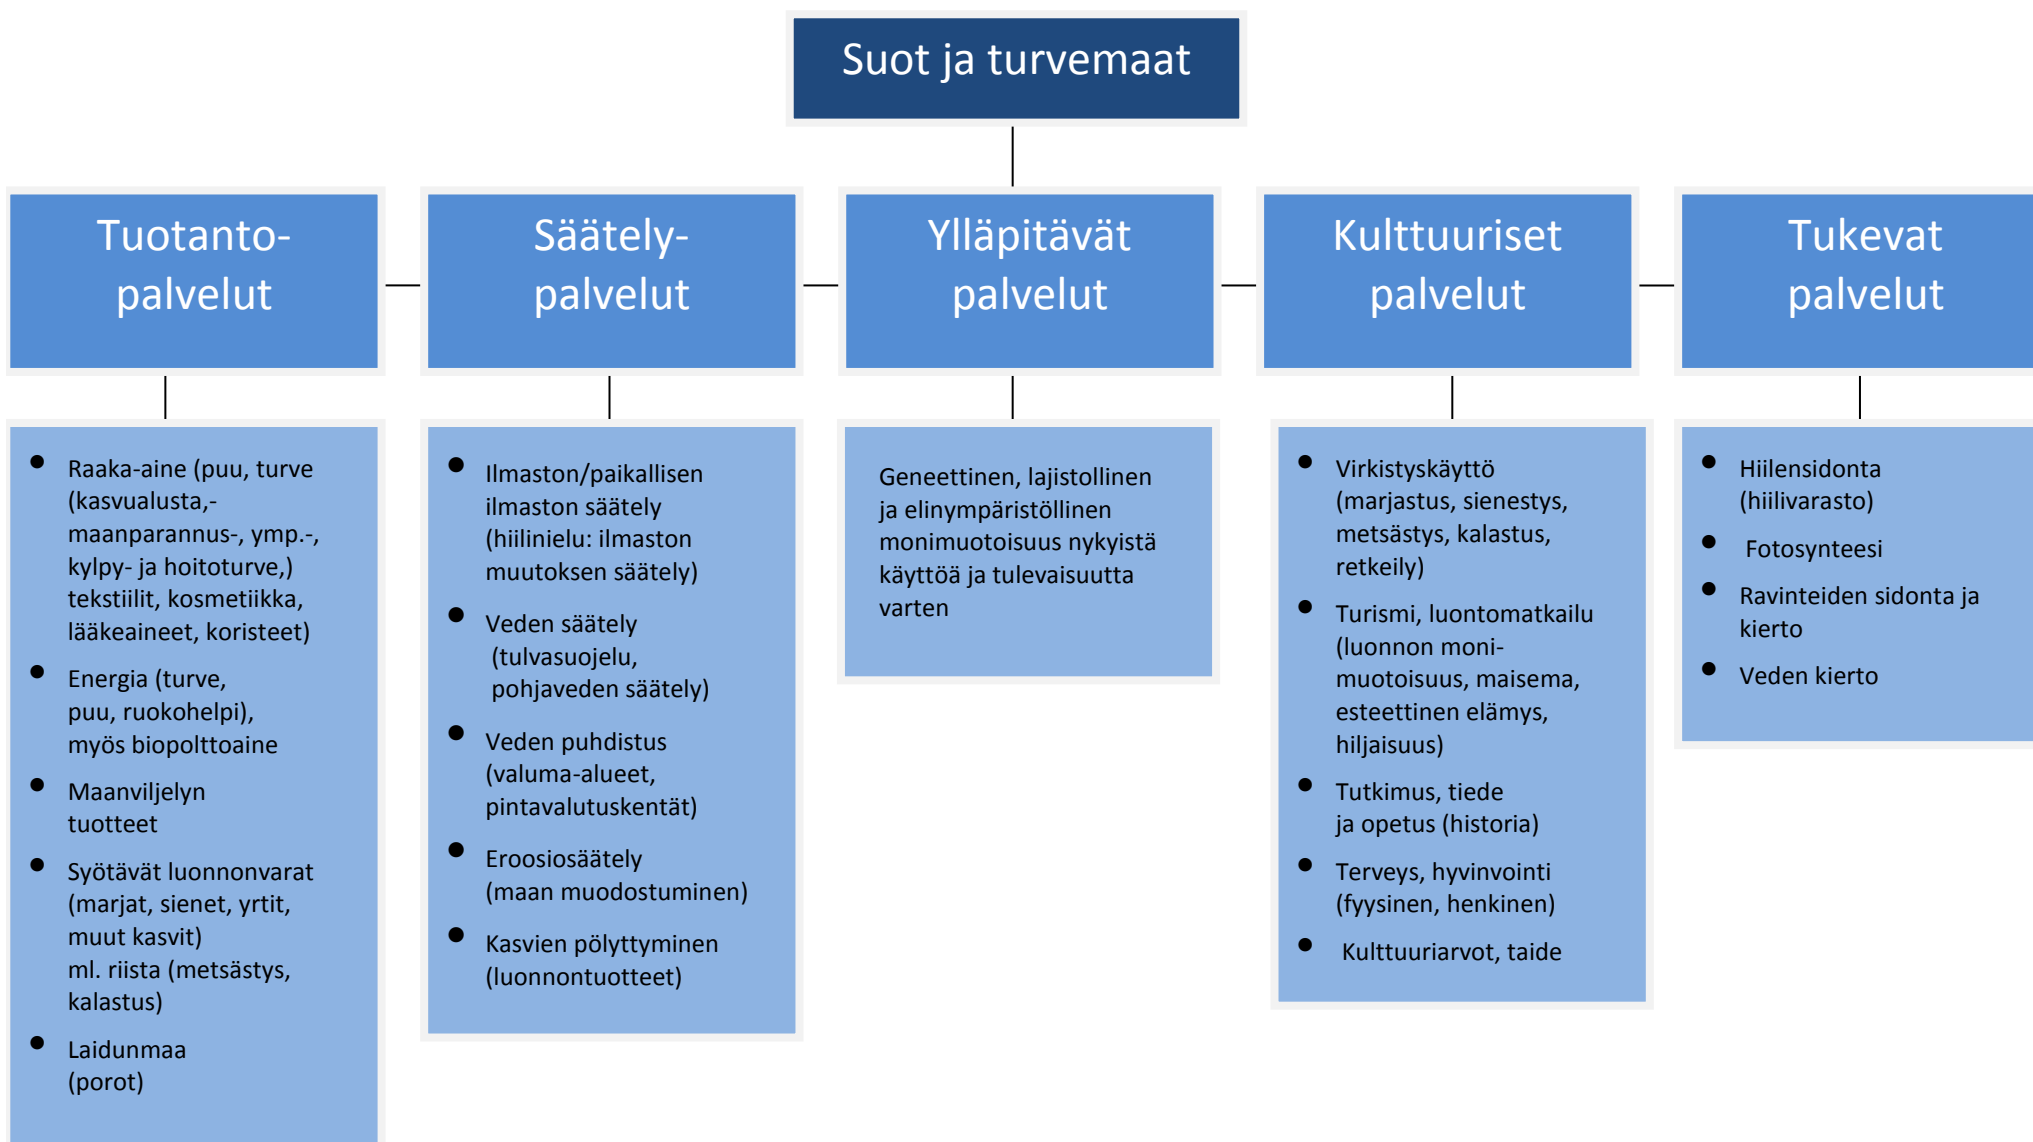 Suot ja turvemaat
Tuotanto-
palvelut
Säätely-
palvelut
Ylläpitävät
palvelut
Kulttuuriset
palvelut
Tukevat
palvelut
Raaka-aine (puu, turve
(kasvualusta,-
maanparannus-, ymp.-,
kylpy- ja hoitoturve,)
tekstiilit, kosmetiikka,
lääkeaineet, koristeet)
Energia (turve,
puu, ruokohelpi),
myös biopolttoaine
Maanviljelyn
tuotteet
Syötävät luonnonvarat
(marjat, sienet, yrtit,
muut kasvit)
ml. riista (metsästys,
kalastus)
Laidunmaa
(porot)
Ilmaston/paikallisen
ilmaston säätely
(hiilinielu: ilmaston
muutoksen säätely)
Veden säätely
(tulvasuojelu,
pohjaveden säätely)
Veden puhdistus
(valuma-alueet,
pintavalutuskentät)
Eroosiosäätely
(maan muodostuminen)
Kasvien pölyttyminen
(luonnontuotteet)
Geneettinen, lajistollinen
ja elinympäristöllinen
monimuotoisuus nykyistä
käyttöä ja tulevaisuutta
varten
Virkistyskäyttö
(marjastus, sienestys,
metsästys, kalastus,
retkeily)
Turismi, luontomatkailu
(luonnon moni-
muotoisuus, maisema,
esteettinen elämys,
hiljaisuus)
Tutkimus, tiede
ja opetus (historia)
Terveys, hyvinvointi
(fyysinen, henkinen)
Kulttuuriarvot, taide
Hiilensidonta
(hiilivarasto)
Fotosynteesi
Ravinteiden sidonta ja
kierto
Veden kierto